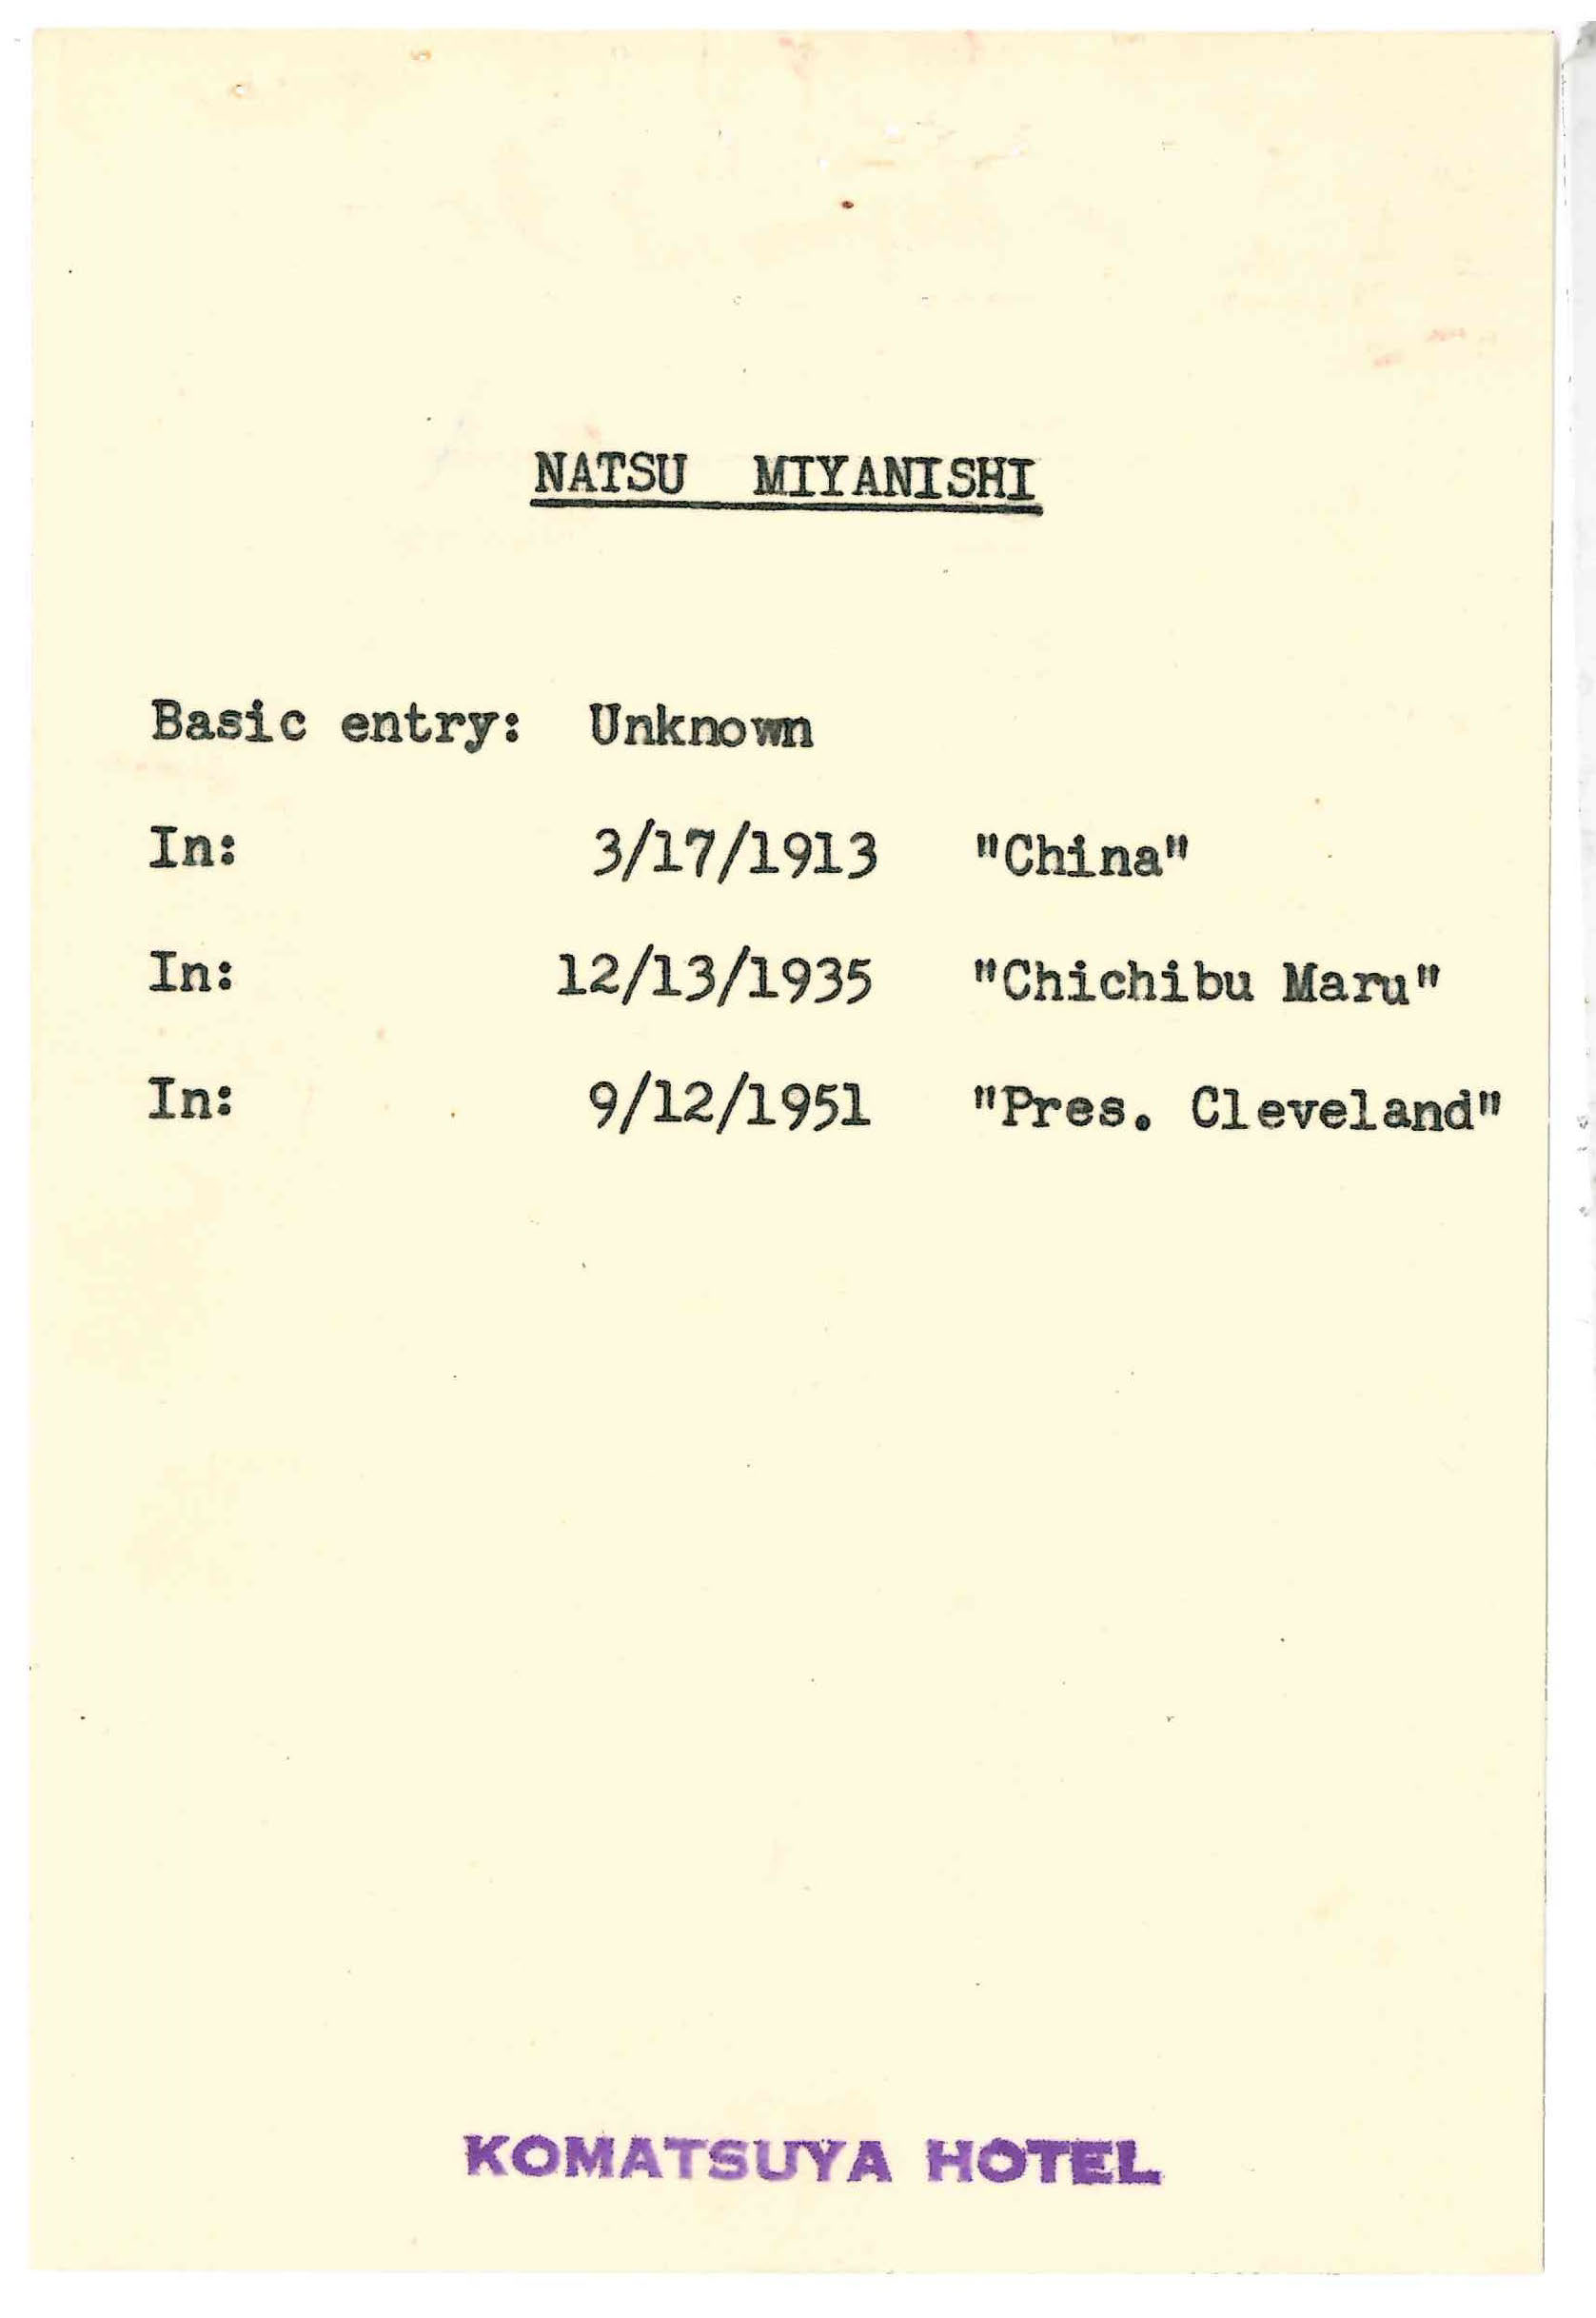 NATSU MIYANISHI
Basic entry: Unknown
In: 3/17/1913 "China"
In: 12/13/1935 "Chichibu Maru"
In: 9/12/1951 "Pres. Cleveland"
KOMATSUYA HOTEL